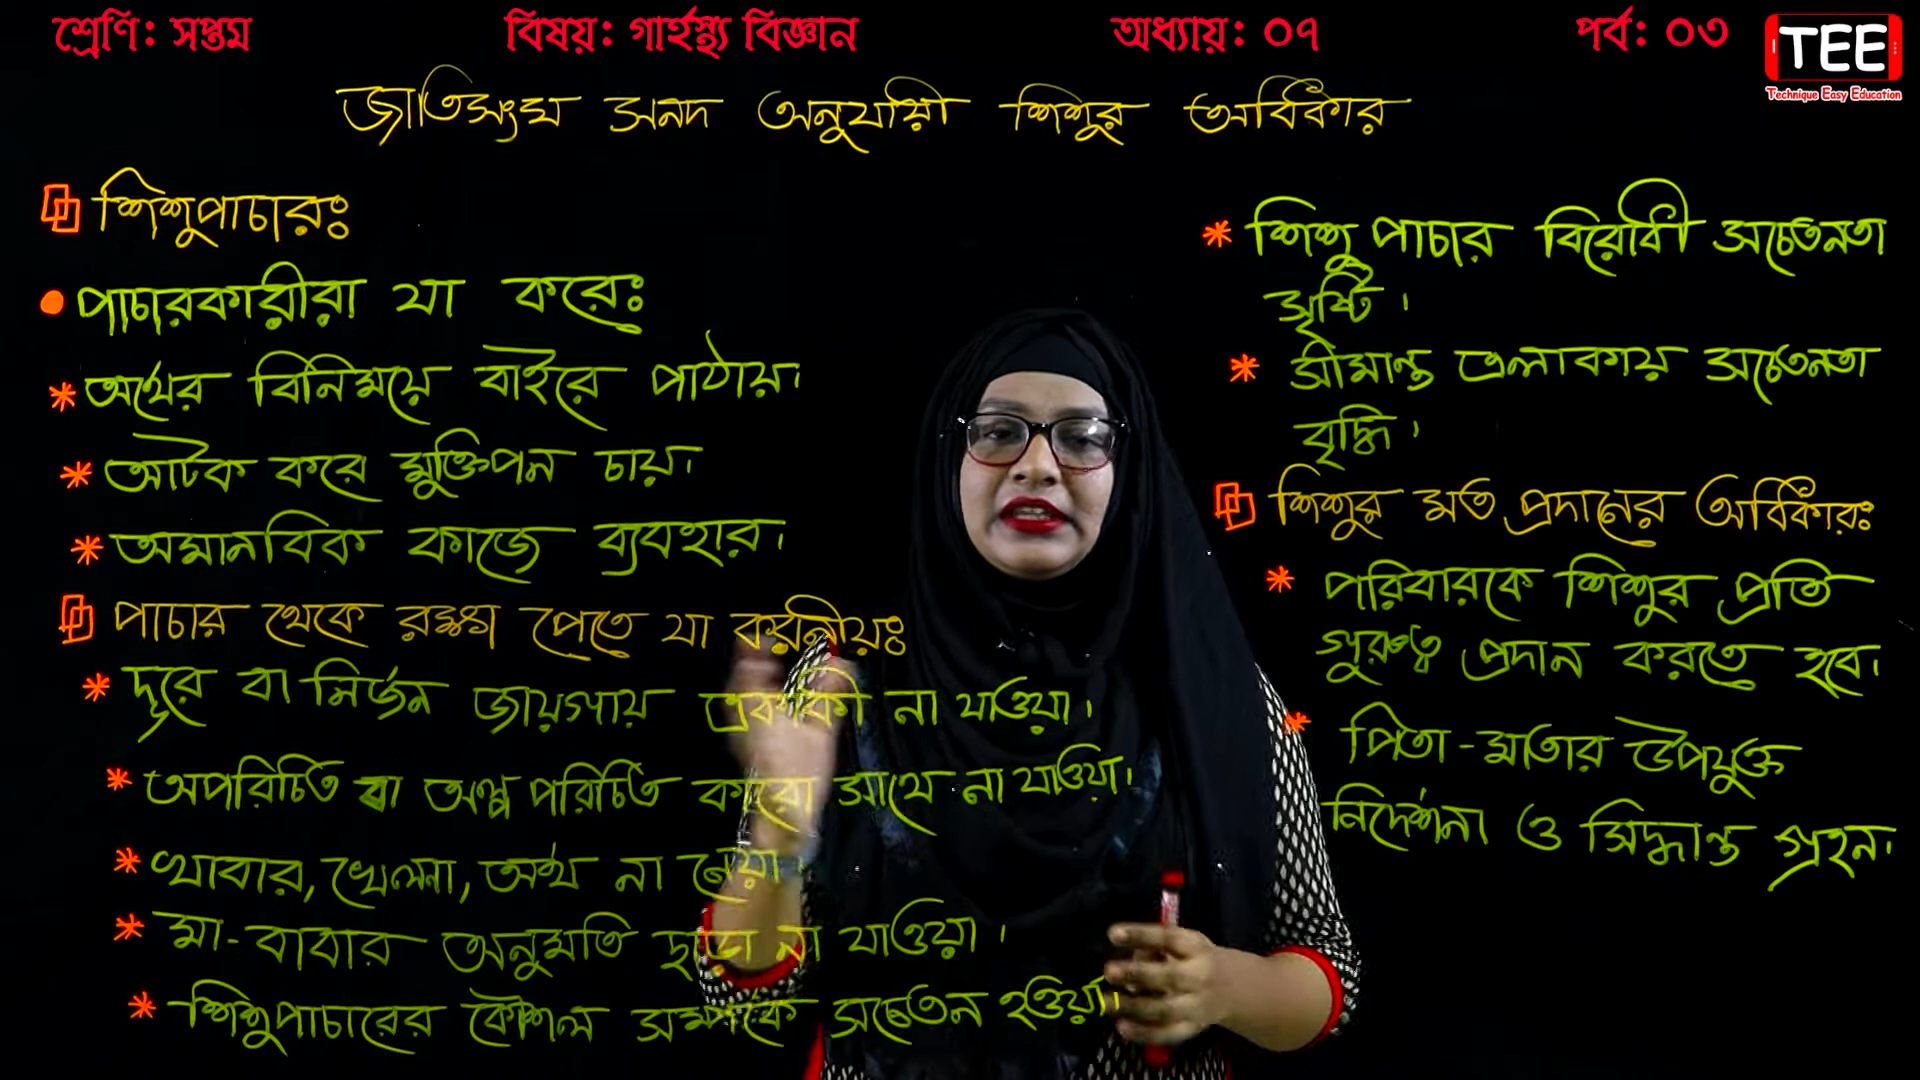 শ্রেণি: সপ্তম
বিষয়: গার্হস্থ্য বিজ্ঞান
অধ্যায়: ০৭
পর্ব: ০৩
TEE
Technique Easy Education
জাতিসংঘ সনদ অনুযায়ী শিশুর অধিকার
শিশুপাচারঃ
পাচারকারীরা যা করেঃ
* অর্থের বিনিময়ে বাইরে পাঠায়।
* আটক করে মুক্তিপন চায়।
* অমানবিক কাজে ব্যবহার।
পাচার থেকে রক্ষা পেতে যা করনীয়ঃ
* দূরে বা নির্জন জায়গায় একাকী না যাওয়া।
* অপরিচিত বা অল্প পরিচিত কারো সাথে না যাওয়া।
* খাবার, খেলনা, অর্থ না নেয়া।
* মা-বাবার অনুমতি ছাড়া না যাওয়া।
* শিশুপাচারের কৌশল সম্পর্কে সচেতন হওয়া।
* শিশু পাচার বিরোধী সচেতনতা
সৃষ্টি।
* সীমান্ত এলাকায় সচেতনতা
বৃদ্ধি।
শিশুর মত প্রদানের অধিকারঃ
* পরিবারকে শিশুর প্রতি
গুরুত্ব প্রদান করতে হবে।
* পিতা-মাতার উপযুক্ত
নির্দেশনা ও সিদ্ধান্ত গ্রহন।